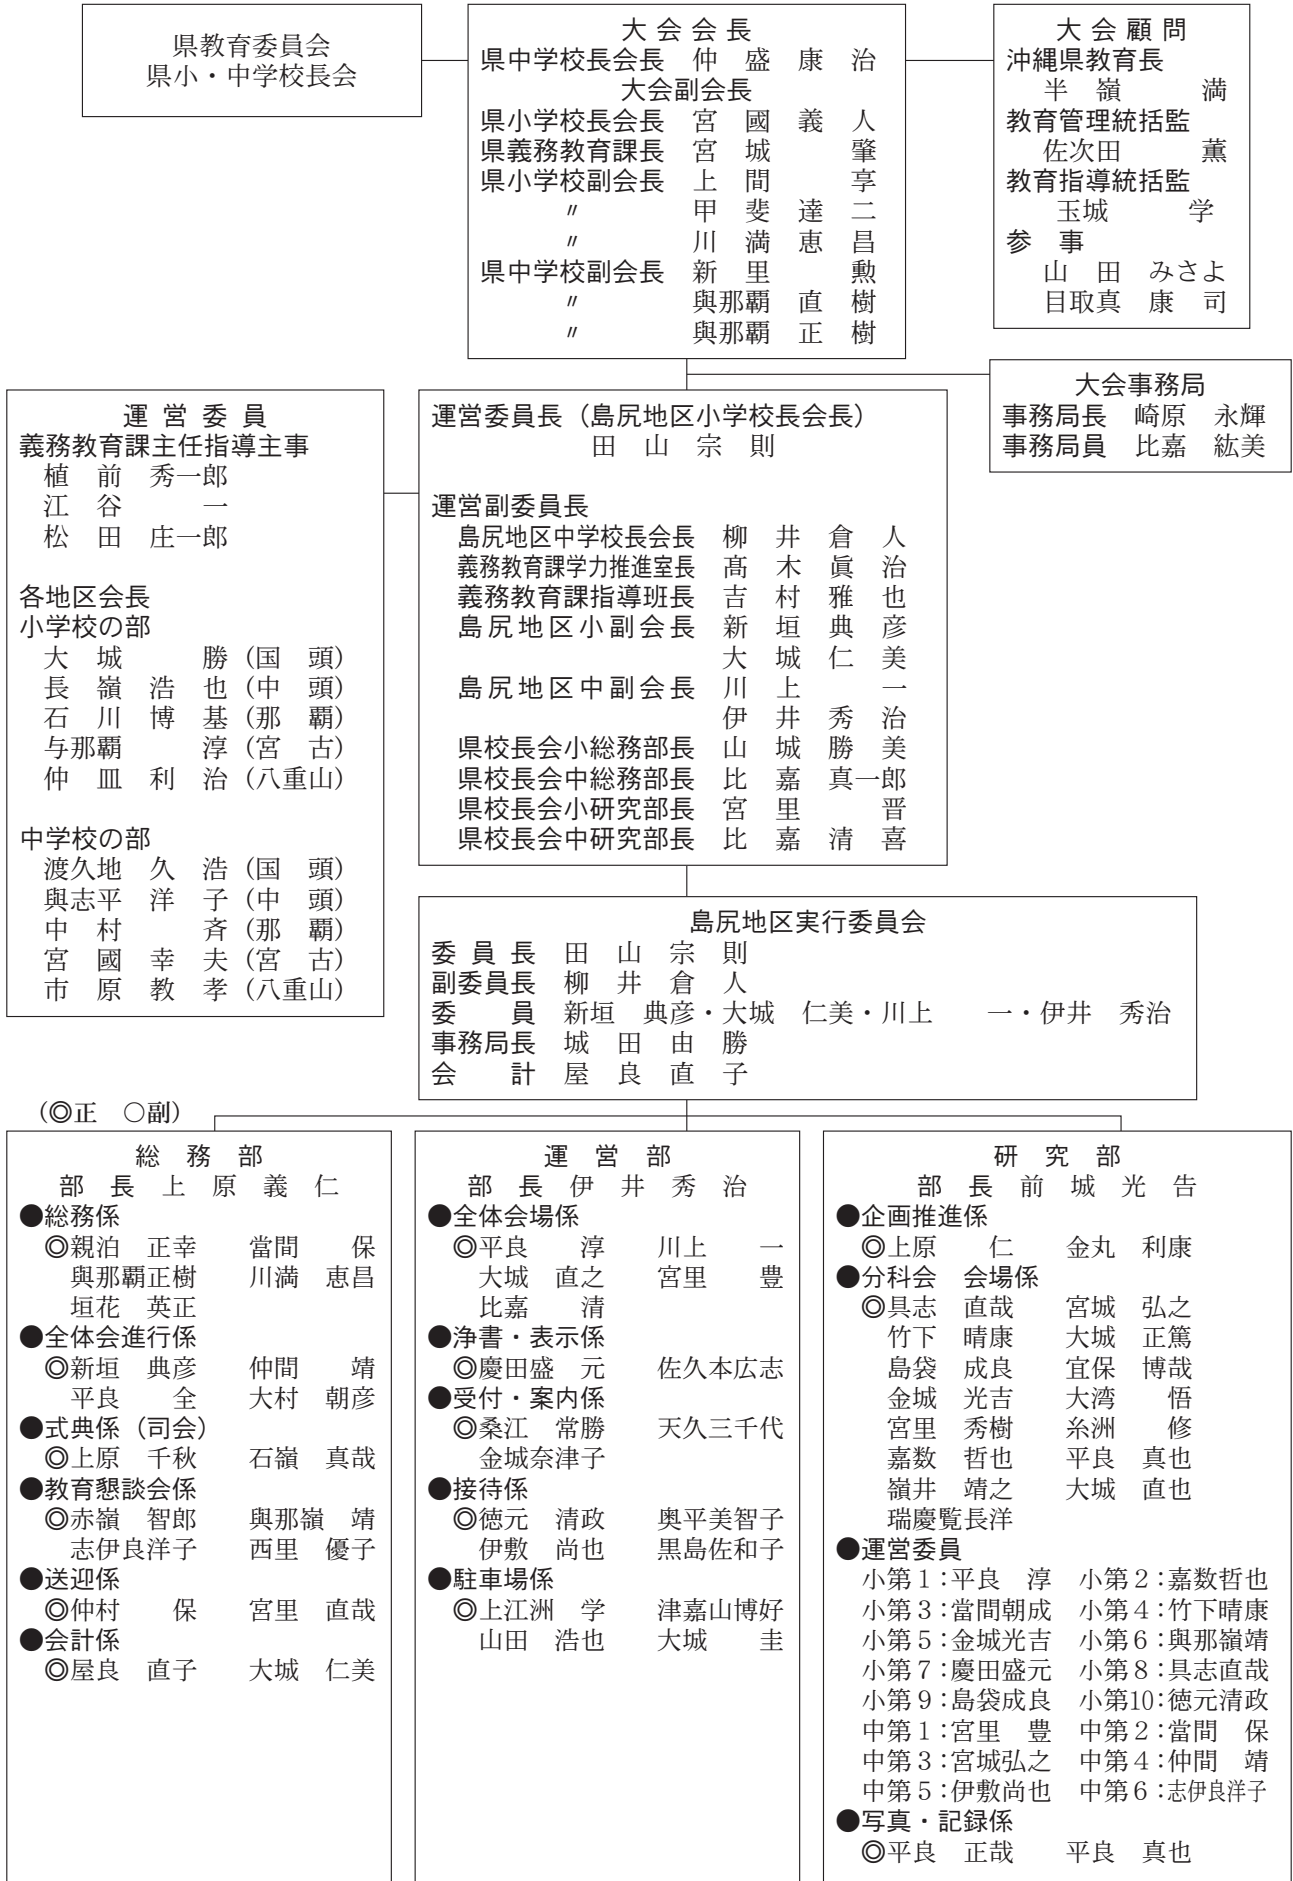 県教育委員会
県小・中学校長会
大会会長
県中学校長会長　仲盛康治
大会副会長
県小学校長会長　宮國義人
県義務教育課長　宮城　肇
県小学校副会長　上間　享
〃　甲斐達二
〃　川満恵昌
県中学校副会長　新里　勲
〃　與那覇直樹
〃　與那覇正樹
大会顧問
沖縄県教育長
半嶺　満
教育管理統括監
佐次田　薫
教育指導統括監
玉城　学
参　事
山田　みさよ
目取真　康司
大会事務局
事務局長　崎原　永輝
事務局員　比嘉　紘美
運営委員
義務教育課主任指導主事
植前　秀一郎
江谷　一
松田　庄一郎
各地区会長
小学校の部
大城　勝（国　頭）
長嶺浩也（中　頭）
石川博基（那　覇）
与那覇　淳（宮　古）
仲皿利治（八重山）
中学校の部
渡久地久浩（国　頭）
與志平洋子（中　頭）
中村　斉（那　覇）
宮國幸夫（宮　古）
市原教孝（八重山）
運営委員長（島尻地区小学校長会長）
田山宗則
運営副委員長
島尻地区中学校長会長　柳井倉人
義務教育課学力推進室長　髙木眞治
義務教育課指導班長　吉村雅也
島尻地区小副会長　新垣典彦
大城仁美
島尻地区中副会長　川上　一
伊井秀治
県校長会小総務部長　山城勝美
県校長会中総務部長　比嘉真一郎
県校長会小研究部長　宮里　晋
県校長会中研究部長　比嘉清喜
島尻地区実行委員会
委員長　田山宗則
副委員長　柳井倉人
委　員　新垣　典彦・大城　仁美・川上　一・伊井　秀治
事務局長　城田由勝
会　計　屋良直子
（◎正　○副）
総務部
部長　上原義仁
●総務係
◎親泊　正幸　當間　保
與那覇正樹　川満　恵昌
垣花　英正
●全体会進行係
◎新垣　典彦　仲間　靖
平良　全　大村　朝彦
●式典係（司会）
◎上原　千秋　石嶺　真哉
●教育懇談会係
◎赤嶺　智郎　與那嶺　靖
志伊良洋子　西里　優子
●送迎係
◎仲村　保　宮里　直哉
●会計係
◎屋良　直子　大城　仁美
運営部
部長　伊井秀治
●全体会場係
◎平良　淳　川上　一
大城　直之　宮里　豊
比嘉　清
●浄書・表示係
◎慶田盛　元　佐久本広志
●受付・案内係
◎桑江　常勝　天久三千代
金城奈津子
●接待係
◎徳元　清政　奥平美智子
伊敷　尚也　黒島佐和子
●駐車場係
◎上江洲　学　津嘉山博好
山田　浩也　大城　圭
研究部
部長　前城光告
●企画推進係
◎上原　仁　金丸　利康
●分科会　会場係
◎具志　直哉　宮城　弘之
竹下　晴康　大城　正篤
島袋　成良　宜保　博哉
金城　光吉　大湾　悟
宮里　秀樹　糸洲　修
嘉数　哲也　平良　真也
嶺井　靖之　大城　直也
瑞慶覧長洋
●運営委員
小第１：平良　淳　小第２：嘉数哲也
小第３：當間朝成　小第４：竹下晴康
小第５：金城光吉　小第６：與那嶺靖
小第７：慶田盛元　小第８：具志直哉
小第９：島袋成良　小第10：徳元清政
中第１：宮里　豊　中第２：當間　保
中第３：宮城弘之　中第４：仲間　靖
中第５：伊敷尚也　中第６：志伊良洋子
●写真・記録係
◎平良　正哉　平良　真也